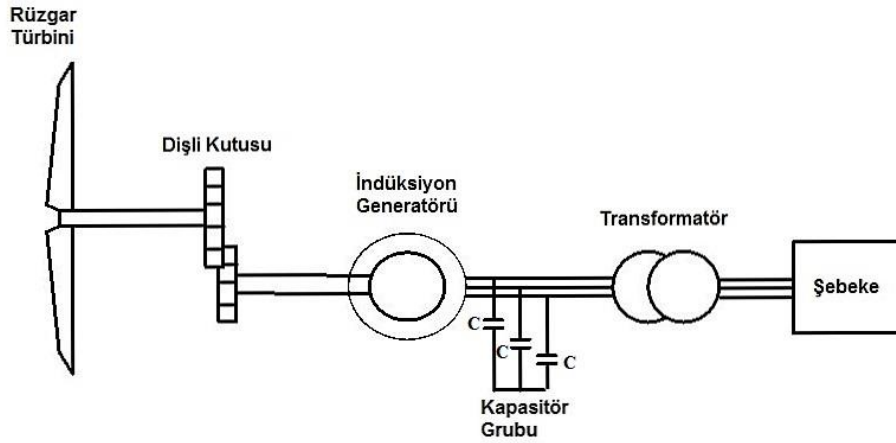 Rüzgar
Türbini
Dişli Kutusu
İndüksiyon
Generatörü
Transformatör
Şebeke
C
C
C
Kapasitör
Grubu